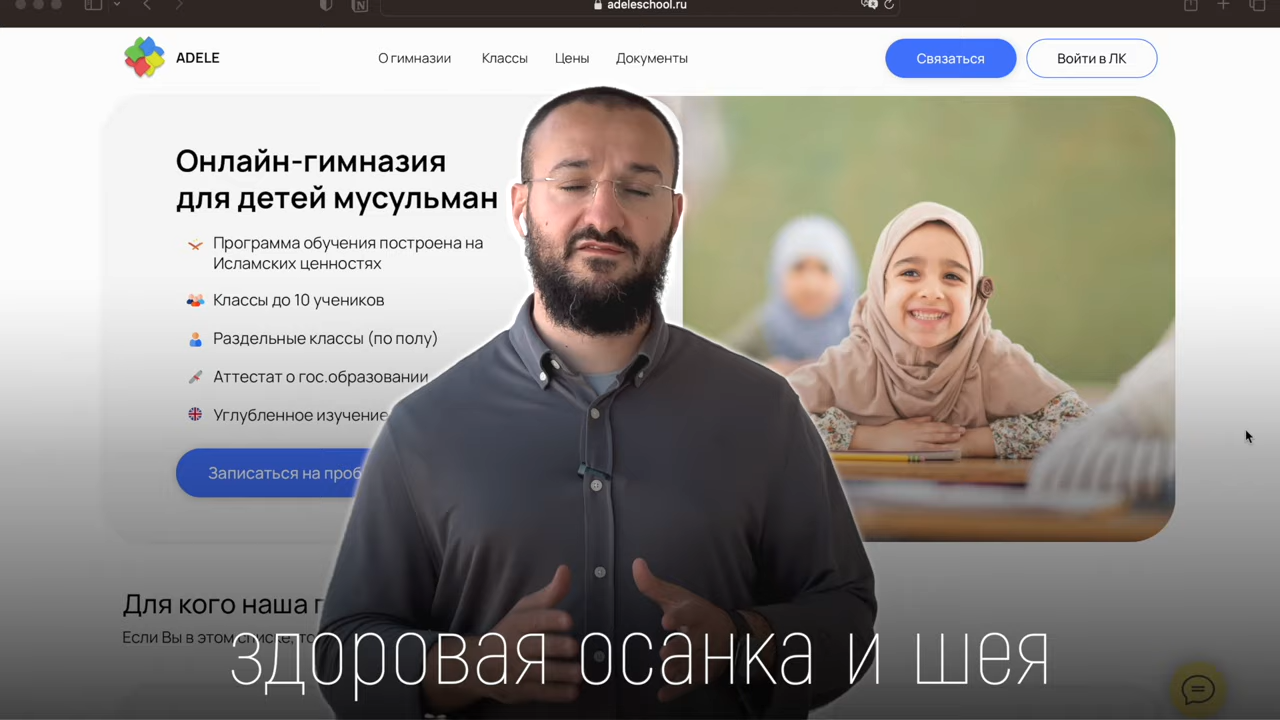 adeleschool.ru
ADELE
О гимназии
Классы
Цены
Документы
Связаться
Войти в ЛК
Онлайн-гимназия
для детей мусульман
Программа обучения построена на
Исламских ценностях
Классы до 10 учеников
Раздельные классы (по полу)
Аттестат о гос.образовании
Углубленное изучение
Записаться на проб
Для кого наша
Если Вы в этом списке, то
здоровая осанка и шея